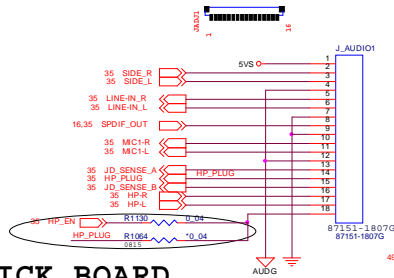 JADJ1
1 16
J_AUDIO1
5VS
1
2
35 SIDE_R 3
35 SIDE_L 4
5
35 LINE-IN_R 6
35 LINE-IN_L 7
8
16,35 SPDIF_OUT 9
10
35 MIC1-R 11
35 MIC1-L 12
13
35 JD_SENSE_A 14
35 HP_PLUG HP_PLUG 15
35 JD_SENSE_B 16
35 HP-R 17
35 HP-L 18
35 HP_EN R1130 0_04
HP_PLUG R1064 *0_04
0815
87151-1807G
87151-1807G
AUDG
ICK BOARD
49